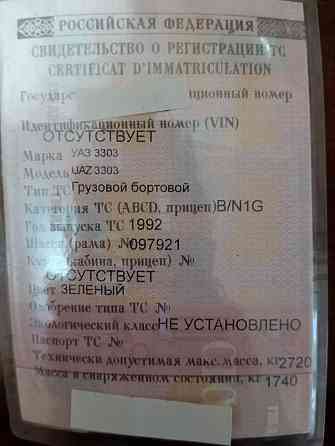 РОССИЙСКАЯ ФЕДЕРАЦИЯ
СВИДЕТЕЛЬСТВО О РЕГИСТРАЦИИ ТС
CERTIFICAT D'IMMATRICULATION
Государс ционный номер
Идентификационный номер (VIN)
ОТСУТСТВУЕТ
Марка УАЗ 3303
Модель UAZ 3303
Тип ТС Грузовой бортовой
Категория ТС (ABCD, прицеп) B/N1G
Год выпуска ТС 1992
Шасси (рама) № 097921
Кузов (кабина, прицеп) №
ОТСУТСТВУЕТ
Цвет ЗЕЛЕНЫЙ
Одобрение типа ТС №
Экологический класс НЕ УСТАНОВЛЕНО
Паспорт ТС №
Технически допустимая макс. масса, кг 2720
Масса в снаряженном состоянии, кг 1740